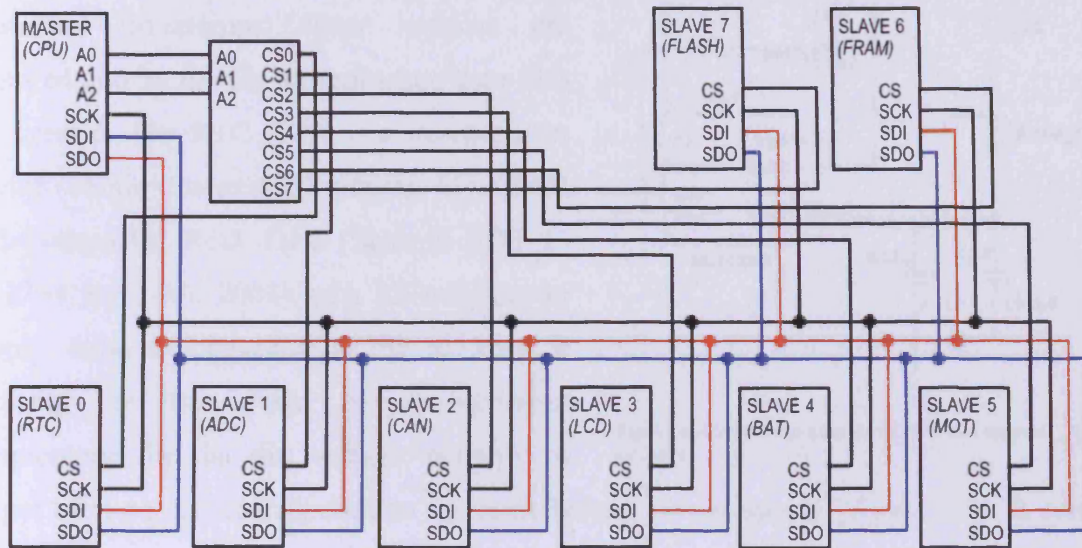 MASTER
(CPU)
A0
A1
A2
SCK
SDI
SDO
A0
A1
A2
CS0
CS1
CS2
CS3
CS4
CS5
CS6
CS7
SLAVE 7
(FLASH)
CS
SCK
SDI
SDO
SLAVE 6
(FRAM)
CS
SCK
SDI
SDO
SLAVE 0
(RTC)
CS
SCK
SDI
SDO
SLAVE 1
(ADC)
CS
SCK
SDI
SDO
SLAVE 2
(CAN)
CS
SCK
SDI
SDO
SLAVE 3
(LCD)
CS
SCK
SDI
SDO
SLAVE 4
(BAT)
CS
SCK
SDI
SDO
SLAVE 5
(MOT)
CS
SCK
SDI
SDO